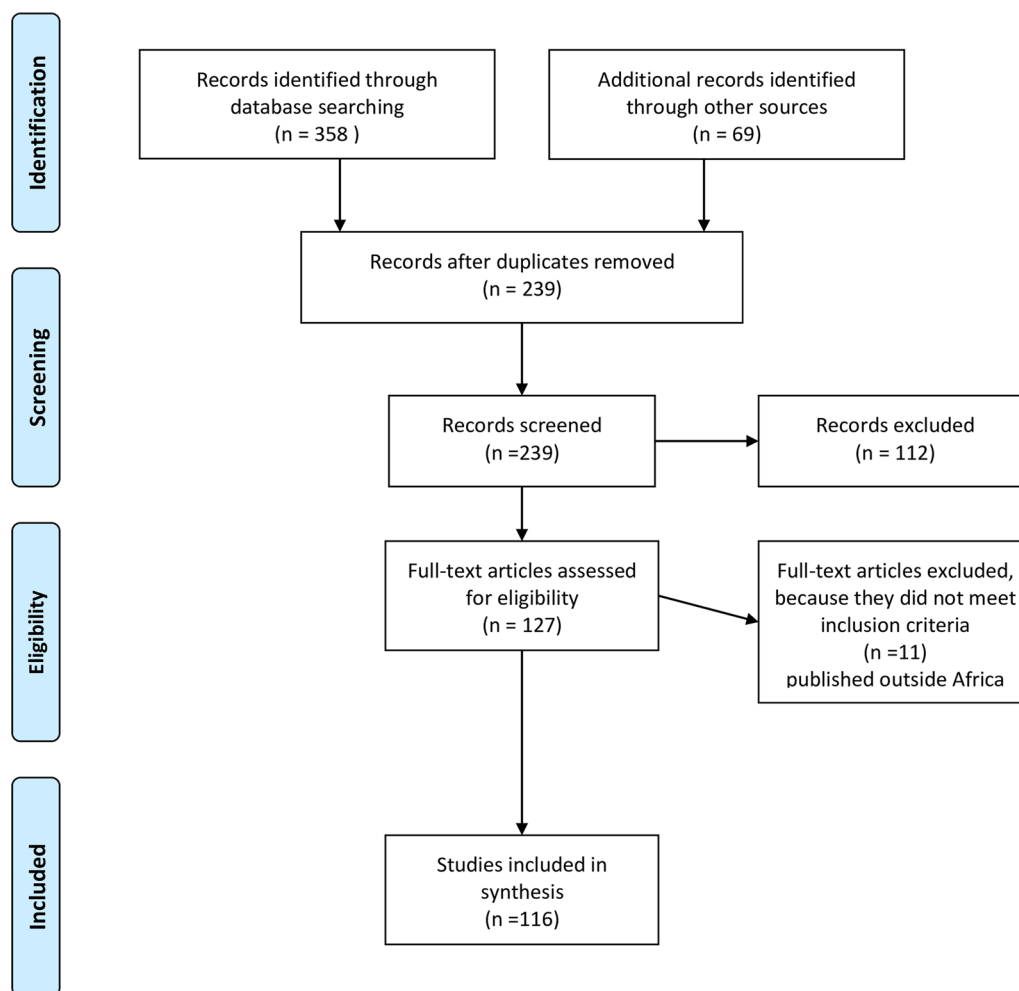 Identification
Records identified through
database searching
(n = 358 )
Additional records identified
through other sources
(n = 69)
Records after duplicates removed
(n = 239)
Screening
Records screened
(n =239)
Records excluded
(n = 112)
Eligibility
Full-text articles assessed
for eligibility
(n = 127)
Full-text articles excluded,
because they did not meet
inclusion criteria
(n =11)
published outside Africa
Included
Studies included in
synthesis
(n =116)